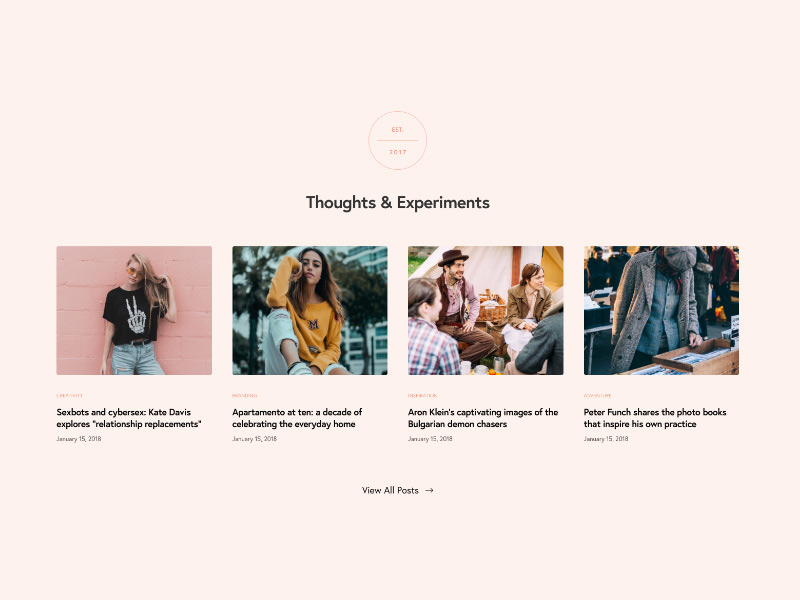 EST.
2017
Thoughts & Experiments
M
BRANDING
INSPIRATION
ADVENTURE
Sexbots and cybersex: Kate Davis
explores "relationship replacements"
January 15, 2018
Apartamento at ten: a decade of
celebrating the everyday home
January 15, 2018
Aron Klein's captivating images of the
Bulgarian demon chasers
January 15, 2018
Peter Funch shares the photo books
that inspire his own practice
January 15, 2018
View All Posts →